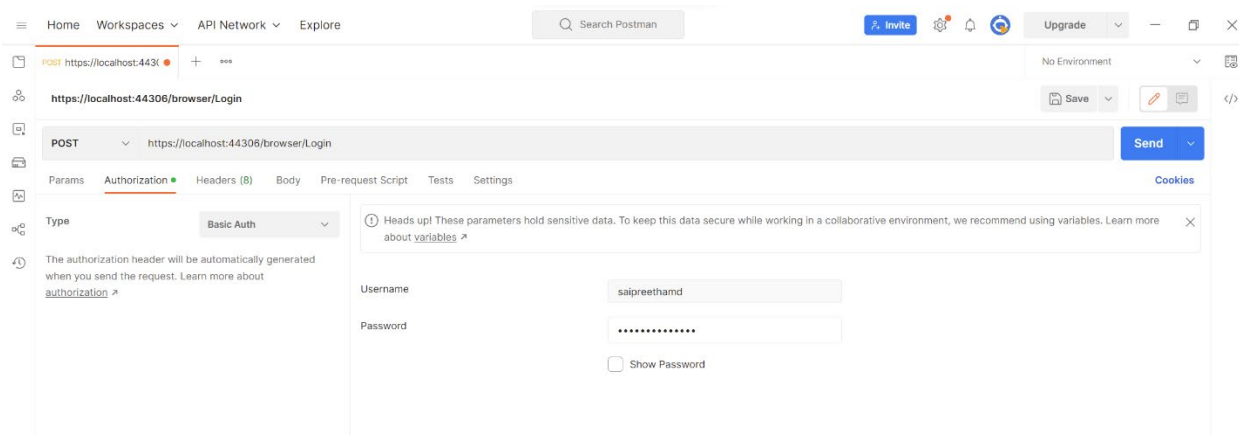 Home Workspaces API Network Explore Search Postman Invite Upgrade
POST https://localhost:443( No Environment
https://localhost:44306/browser/Login Save
POST https://localhost:44306/browser/Login Send
Params Authorization Headers (8) Body Pre-request Script Tests Settings Cookies
Type Basic Auth
The authorization header will be automatically generated
when you send the request. Learn more about
authorization ↗
Heads up! These parameters hold sensitive data. To keep this data secure while working in a collaborative environment, we recommend using variables. Learn more
about variables ↗
Username saipreethamd
Password ••••••••••••••
Show Password